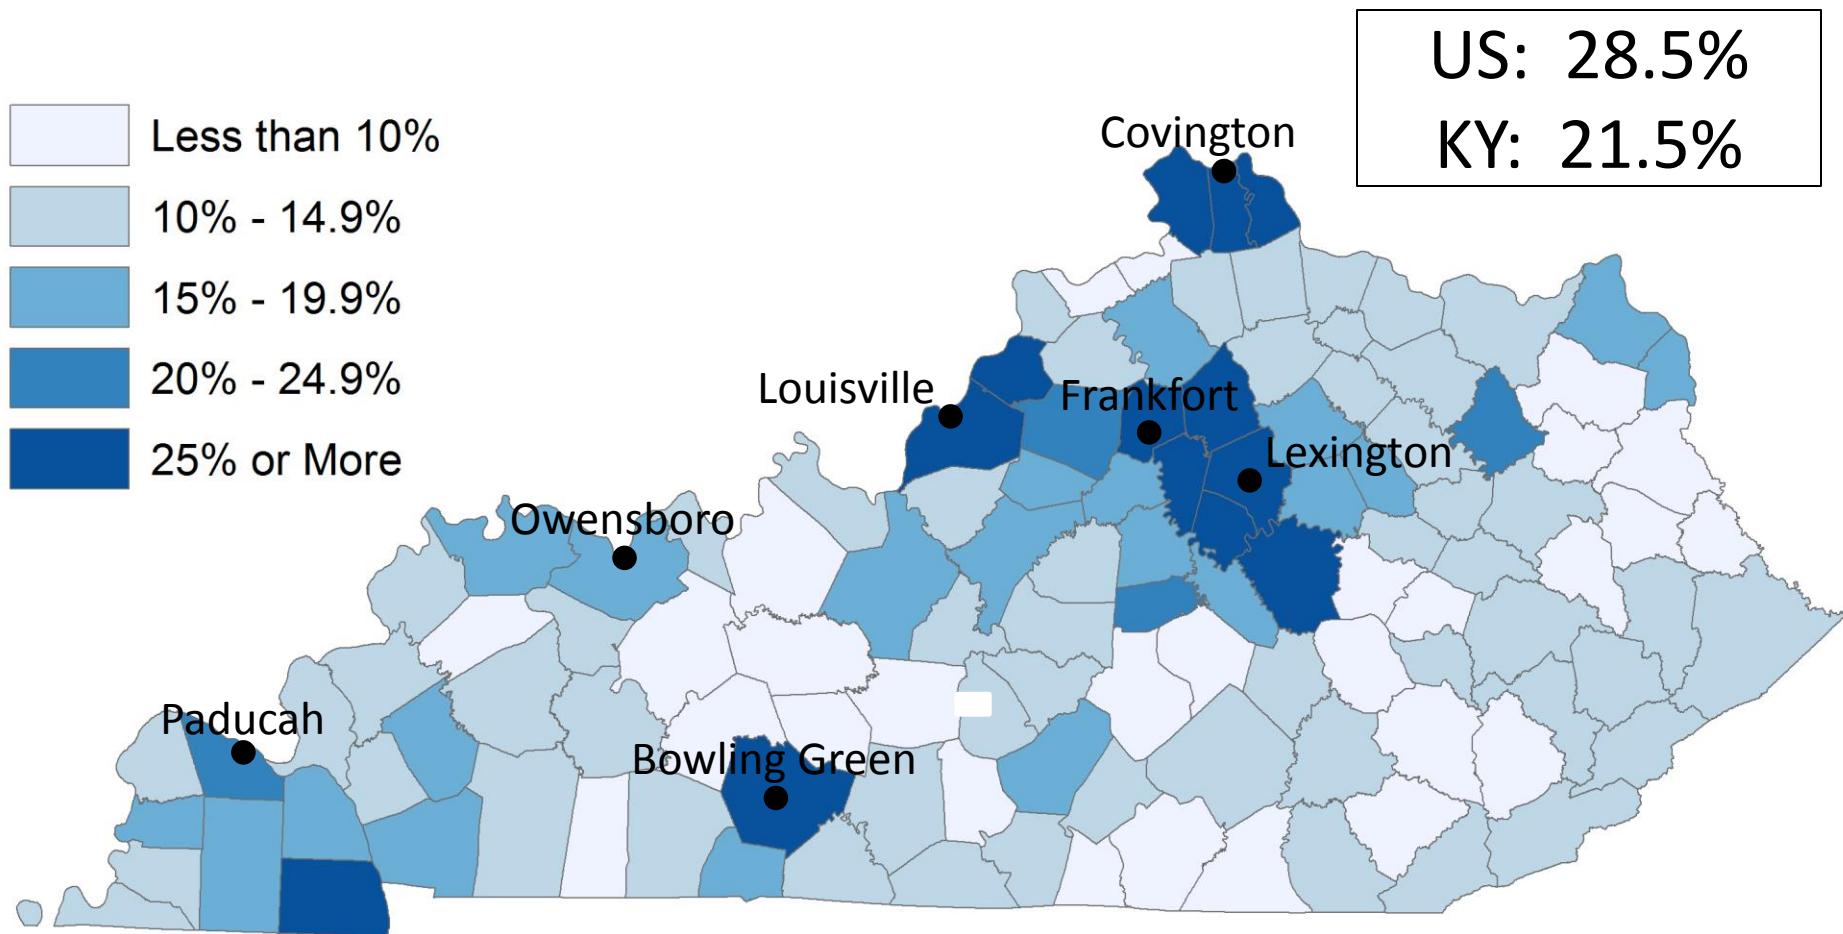 US: 28.5%
KY: 21.5%
Less than 10%
10% - 14.9%
15% - 19.9%
20% - 24.9%
25% or More
Covington
Louisville
Frankfort
Lexington
Owensboro
Paducah
Bowling Green